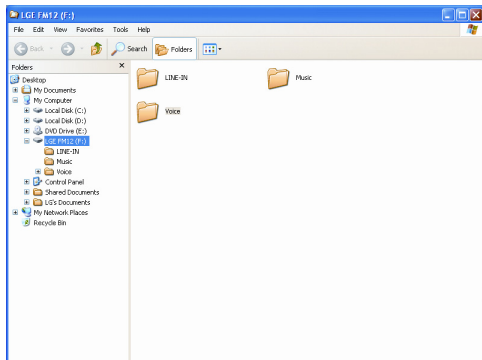 LGE FM12 (F:)
File Edit View Favorites Tools Help
Back Search Folders
Folders
LINE-IN Music
Voice
Desktop
My Documents
My Computer
Local Disk (C:)
Local Disk (D:)
DVD Drive (E:)
LGE FM12 (F:)
LINE-IN
Music
Voice
Control Panel
Shared Documents
LG's Documents
My Network Places
Recycle Bin